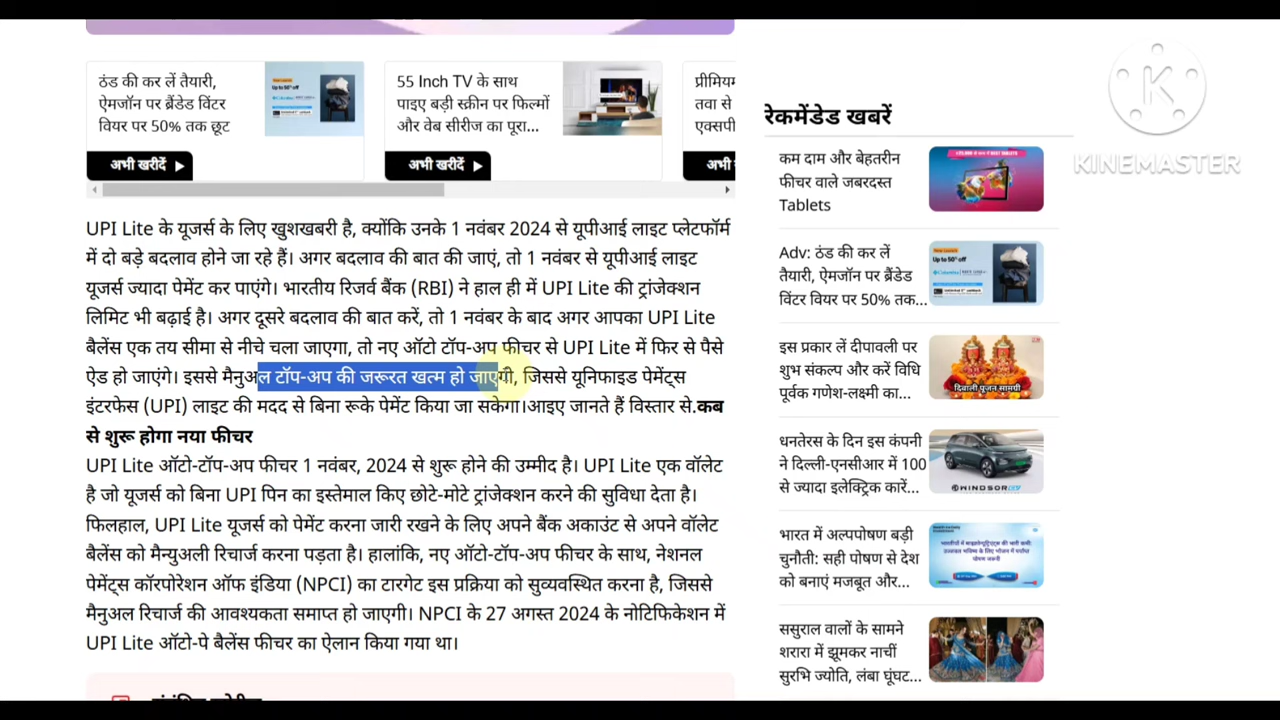 ठंड की कर लें तैयारी,
ऐमजॉन पर ब्रैंडेड विंटर
वियर पर 50% तक छूट
अभी खरीदें
55 Inch TV के साथ
पाइए बड़ी स्क्रीन पर फिल्मों
और वेब सीरीज का पूरा...
अभी खरीदें
UPI Lite के यूजर्स के लिए खुशखबरी है, क्योंकि उनके 1 नवंबर 2024 से यूपीआई लाइट प्लेटफॉर्म
में दो बड़े बदलाव होने जा रहे हैं। अगर बदलाव की बात की जाएं, तो 1 नवंबर से यूपीआई लाइट
यूजर्स ज्यादा पेमेंट कर पाएंगे। भारतीय रिजर्व बैंक (RBI) ने हाल ही में UPI Lite की ट्रांजेक्शन
लिमिट भी बढ़ाई है। अगर दूसरे बदलाव की बात करें, तो 1 नवंबर के बाद अगर आपका UPI Lite
बैलेंस एक तय सीमा से नीचे चला जाएगा, तो नए ऑटो टॉप-अप फीचर से UPI Lite में फिर से पैसे
ऐड हो जाएंगे। इससे मैनुअल टॉप-अप की जरूरत खत्म हो जाएगी, जिससे यूनिफाइड पेमेंट्स
इंटरफेस (UPI) लाइट की मदद से बिना रूके पेमेंट किया जा सकेगा।आइए जानते हैं विस्तार से.कब
से शुरू होगा नया फीचर
UPI Lite ऑटो-टॉप-अप फीचर 1 नवंबर, 2024 से शुरू होने की उम्मीद है। UPI Lite एक वॉलेट
है जो यूजर्स को बिना UPI पिन का इस्तेमाल किए छोटे-मोटे ट्रांजेक्शन करने की सुविधा देता है।
फिलहाल, UPI Lite यूजर्स को पेमेंट करना जारी रखने के लिए अपने बैंक अकाउंट से अपने वॉलेट
बैलेंस को मैन्युअली रिचार्ज करना होता है। हालांकि, नए ऑटो-टॉप-अप फीचर के साथ, नेशनल
पेमेंट्स कॉरपोरेशन ऑफ इंडिया (NPCI) का टारगेट इस प्रक्रिया को सुव्यवस्थित करना है, जिससे
मैनुअल रिचार्ज की आवश्यकता समाप्त हो जाएगी। NPCI के 27 अगस्त 2024 के नोटिफिकेशन में
UPI Lite ऑटो-पे बैलेंस फीचर का ऐलान किया गया था।
रेकमेंडेड खबरें
कम दाम और बेहतरीन
फीचर वाले जबरदस्त
Tablets
Adv: ठंड की कर लें
तैयारी, ऐमजॉन पर ब्रैंडेड
विंटर वियर पर 50% तक...
इस प्रकार लें दीपावली पर
शुभ संकल्प और करें विधि
पूर्वक गणेश-लक्ष्मी का...
दिवाली पूजन सामग्री
धनतेरस के दिन इस कंपनी
ने दिल्ली-एनसीआर में 100
से ज्यादा इलेक्ट्रिक कारें...
WINDSOR EV
भारत में अल्पपोषण बड़ी
चुनौती: सही पोषण से देश
को बनाएं मजबूत और...
ससुराल वालों के सामने
शरारा में झूमकर नाचीं
सुरभि ज्योति, लंबा घूंघट...
KINEMASTER